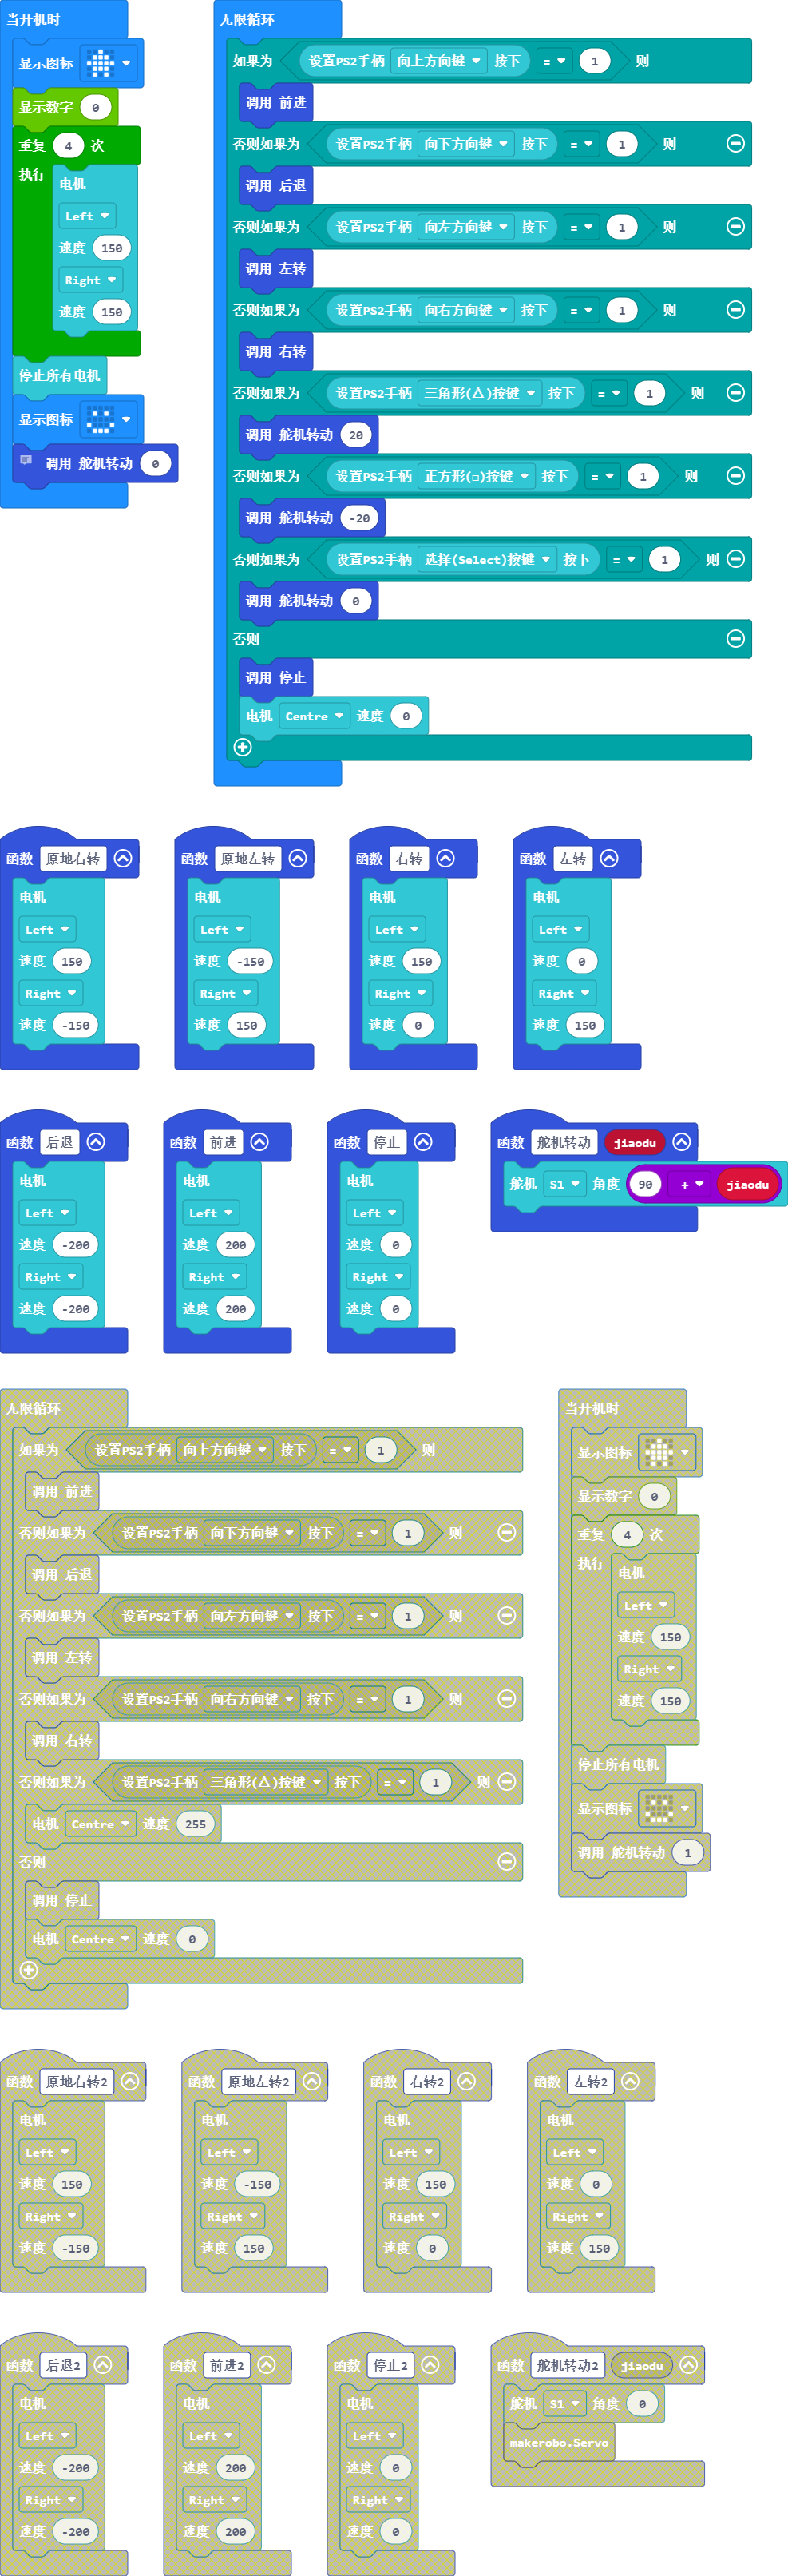 当开机时
显示图标
显示数字 0
重复 4 次
执行
电机
Left
速度 150
Right
速度 150
停止所有电机
显示图标
调用 舵机转动 0
无限循环
如果为 设置PS2手柄 向上方向键 按下 = 1 则
调用 前进
否则如果为 设置PS2手柄 向下方向键 按下 = 1 则
调用 后退
否则如果为 设置PS2手柄 向左方向键 按下 = 1 则
调用 左转
否则如果为 设置PS2手柄 向右方向键 按下 = 1 则
调用 右转
否则如果为 设置PS2手柄 三角形(△)按键 按下 = 1 则
调用 舵机转动 20
否则如果为 设置PS2手柄 正方形(□)按键 按下 = 1 则
调用 舵机转动 -20
否则如果为 设置PS2手柄 选择(Select)按键 按下 = 1 则
调用 舵机转动 0
否则
调用 停止
电机 Centre 速度 0
函数 原地右转
电机
Left
速度 150
Right
速度 -150
函数 原地左转
电机
Left
速度 -150
Right
速度 150
函数 右转
电机
Left
速度 150
Right
速度 0
函数 左转
电机
Left
速度 0
Right
速度 150
函数 后退
电机
Left
速度 -200
Right
速度 -200
函数 前进
电机
Left
速度 200
Right
速度 200
函数 停止
电机
Left
速度 0
Right
速度 0
函数 舵机转动 jiaodu
舵机 S1 角度 90 + jiaodu
无限循环
如果为 设置PS2手柄 向上方向键 按下 = 1 则
调用 前进
否则如果为 设置PS2手柄 向下方向键 按下 = 1 则
调用 后退
否则如果为 设置PS2手柄 向左方向键 按下 = 1 则
调用 左转
否则如果为 设置PS2手柄 向右方向键 按下 = 1 则
调用 右转
否则如果为 设置PS2手柄 三角形(△)按键 按下 = 1 则
电机 Centre 速度 255
否则
调用 停止
电机 Centre 速度 0
当开机时
显示图标
显示数字 0
重复 4 次
执行
电机
Left
速度 150
Right
速度 150
停止所有电机
显示图标
调用 舵机转动 1
函数 原地右转2
电机
Left
速度 150
Right
速度 -150
函数 原地左转2
电机
Left
速度 -150
Right
速度 150
函数 右转2
电机
Left
速度 150
Right
速度 0
函数 左转2
电机
Left
速度 0
Right
速度 150
函数 后退2
电机
Left
速度 -200
Right
速度 -200
函数 前进2
电机
Left
速度 200
Right
速度 200
函数 停止2
电机
Left
速度 0
Right
速度 0
函数 舵机转动2 jiaodu
舵机 S1 角度 0
makerobo.Servo